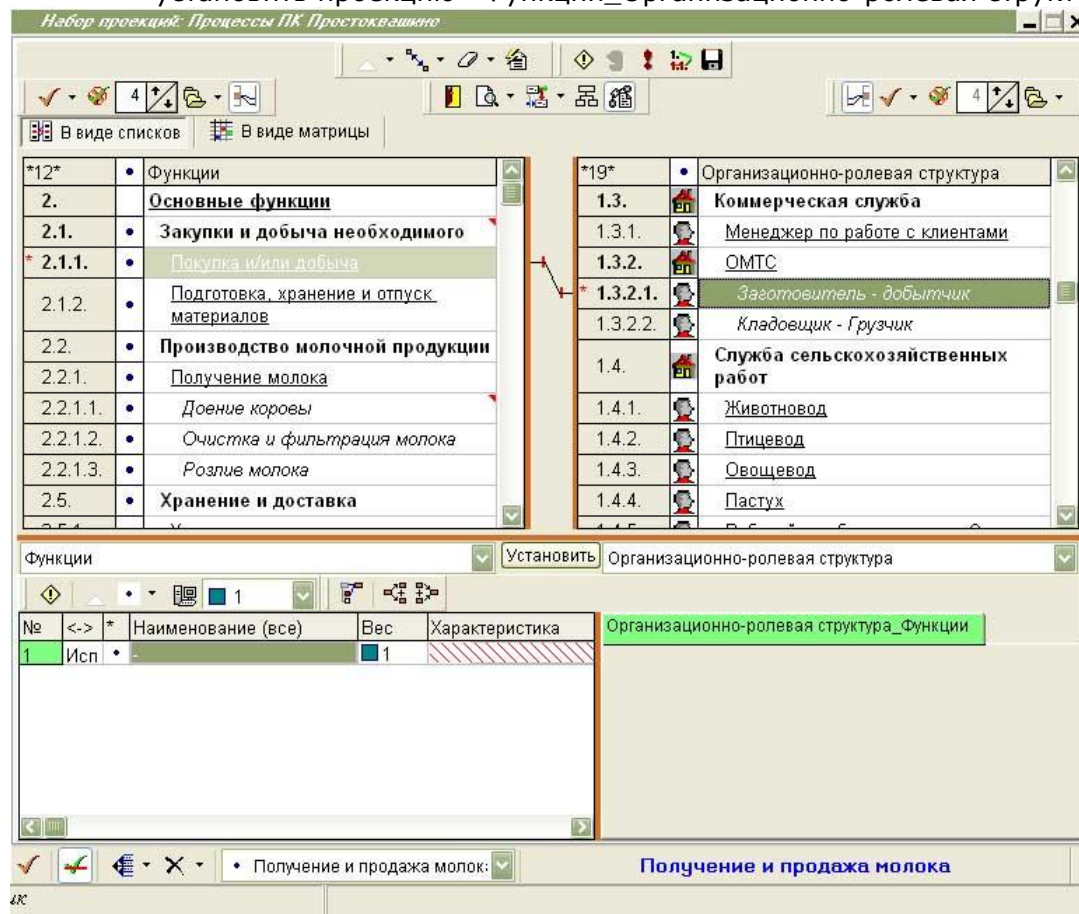 установить проекцию
Набор проекций: Процессы ПК Простоквашино
4
4
В виде списков
В виде матрицы
*12* • Функции
2. Основные функции
2.1. • Закупки и добыча необходимого
* 2.1.1. • Покупка и/или добыча
2.1.2. • Подготовка, хранение и отпуск
материалов
2.2. • Производство молочной продукции
2.2.1. • Получение молока
2.2.1.1. • Доение коровы
2.2.1.2. • Очистка и фильтрация молока
2.2.1.3. • Розлив молока
2.5. • Хранение и доставка
*19* • Организационно-ролевая структура
1.3. Коммерческая служба
1.3.1. Менеджер по работе с клиентами
1.3.2. ОМТС
* 1.3.2.1. Заготовитель - добытчик
1.3.2.2. Кладовщик - Грузчик
1.4. Служба сельскохозяйственных
работ
1.4.1. Животновод
1.4.2. Птицевод
1.4.3. Овощевод
1.4.4. Пастух
Функции
Установить
Организационно-ролевая структура
1
№ <-> * Наименование (все) Вес Характеристика
1 Исп • - 1
Организационно-ролевая структура_Функции
• Получение и продажа молок
Получение и продажа молока